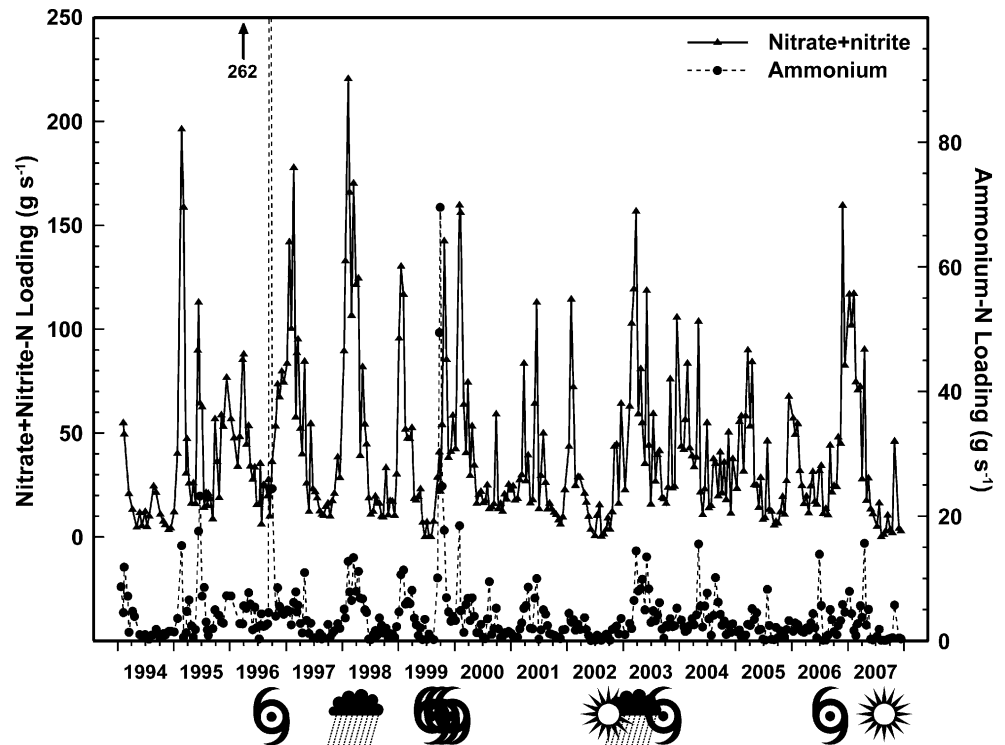 250
200
150
100
50
0
Nitrate+Nitrite-N Loading (g s⁻¹)
262
Nitrate+nitrite
Ammonium
80
60
40
20
0
Ammonium-N Loading (g s⁻¹)
1994 1995 1996 1997 1998 1999 2000 2001 2002 2003 2004 2005 2006 2007